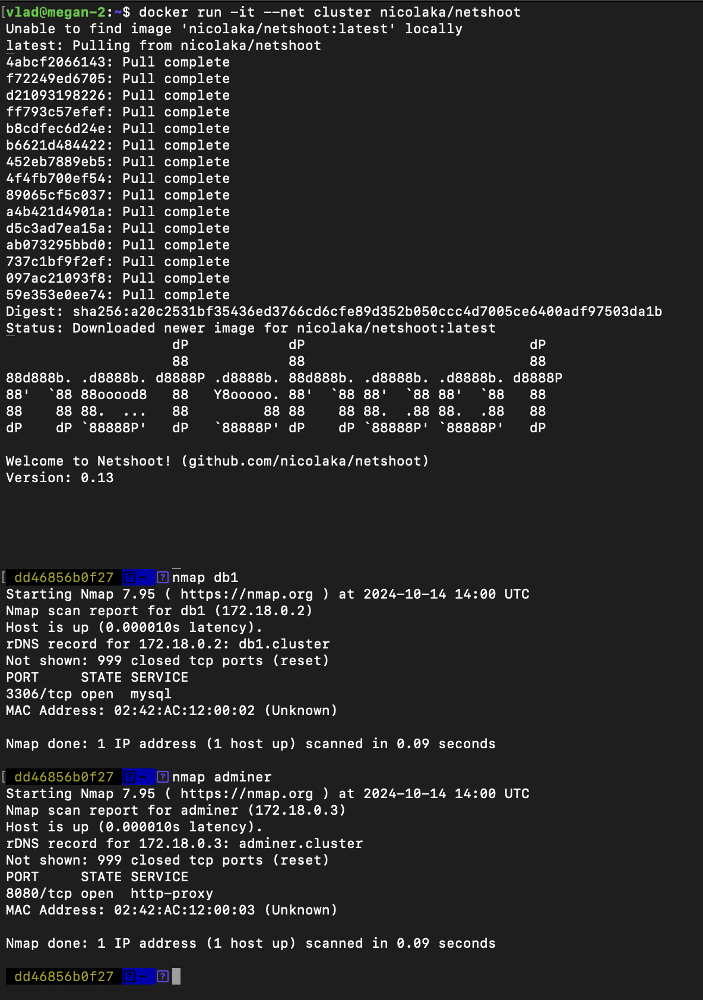 [vlad@megan-2:~$ docker run -it --net cluster nicolaka/netshoot
Unable to find image 'nicolaka/netshoot:latest' locally
latest: Pulling from nicolaka/netshoot
4abcf2066143: Pull complete
f72249ed6705: Pull complete
d21093198226: Pull complete
ff793c57efef: Pull complete
b8cdfec6d24e: Pull complete
b6621d484422: Pull complete
452eb7889eb5: Pull complete
4f4fb700ef54: Pull complete
89065cf5c037: Pull complete
a4b421d4901a: Pull complete
d5c3ad7ea15a: Pull complete
ab073295bbd0: Pull complete
737c1bf9f2ef: Pull complete
097ac21093f8: Pull complete
59e353e0ee74: Pull complete
Digest: sha256:a20c2531bf35436ed3766cd6cfe89d352b050ccc4d7005ce6400adf97503da1b
Status: Downloaded newer image for nicolaka/netshoot:latest
                    dP            dP                           dP
                    88            88                           88
88d888b. .d8888b. d8888P .d8888b. 88d888b. .d8888b. .d8888b. d8888P
88'  `88 88ooood8   88   Y8ooooo. 88'  `88 88'  `88 88'  `88   88
88    88 88.  ...   88         88 88    88 88.  .88 88.  .88   88
dP    dP `88888P'   dP   `88888P' dP    dP `88888P' `88888P'   dP
Welcome to Netshoot! (github.com/nicolaka/netshoot)
Version: 0.13
[ dd46856b0f27 ? ~ ? nmap db1
Starting Nmap 7.95 ( https://nmap.org ) at 2024-10-14 14:00 UTC
Nmap scan report for db1 (172.18.0.2)
Host is up (0.000010s latency).
rDNS record for 172.18.0.2: db1.cluster
Not shown: 999 closed tcp ports (reset)
PORT     STATE SERVICE
3306/tcp open  mysql
MAC Address: 02:42:AC:12:00:02 (Unknown)
Nmap done: 1 IP address (1 host up) scanned in 0.09 seconds
[ dd46856b0f27 ? ~ ? nmap adminer
Starting Nmap 7.95 ( https://nmap.org ) at 2024-10-14 14:00 UTC
Nmap scan report for adminer (172.18.0.3)
Host is up (0.000010s latency).
rDNS record for 172.18.0.3: adminer.cluster
Not shown: 999 closed tcp ports (reset)
PORT     STATE SERVICE
8080/tcp open  http-proxy
MAC Address: 02:42:AC:12:00:03 (Unknown)
Nmap done: 1 IP address (1 host up) scanned in 0.09 seconds
dd46856b0f27 ? ~ ?